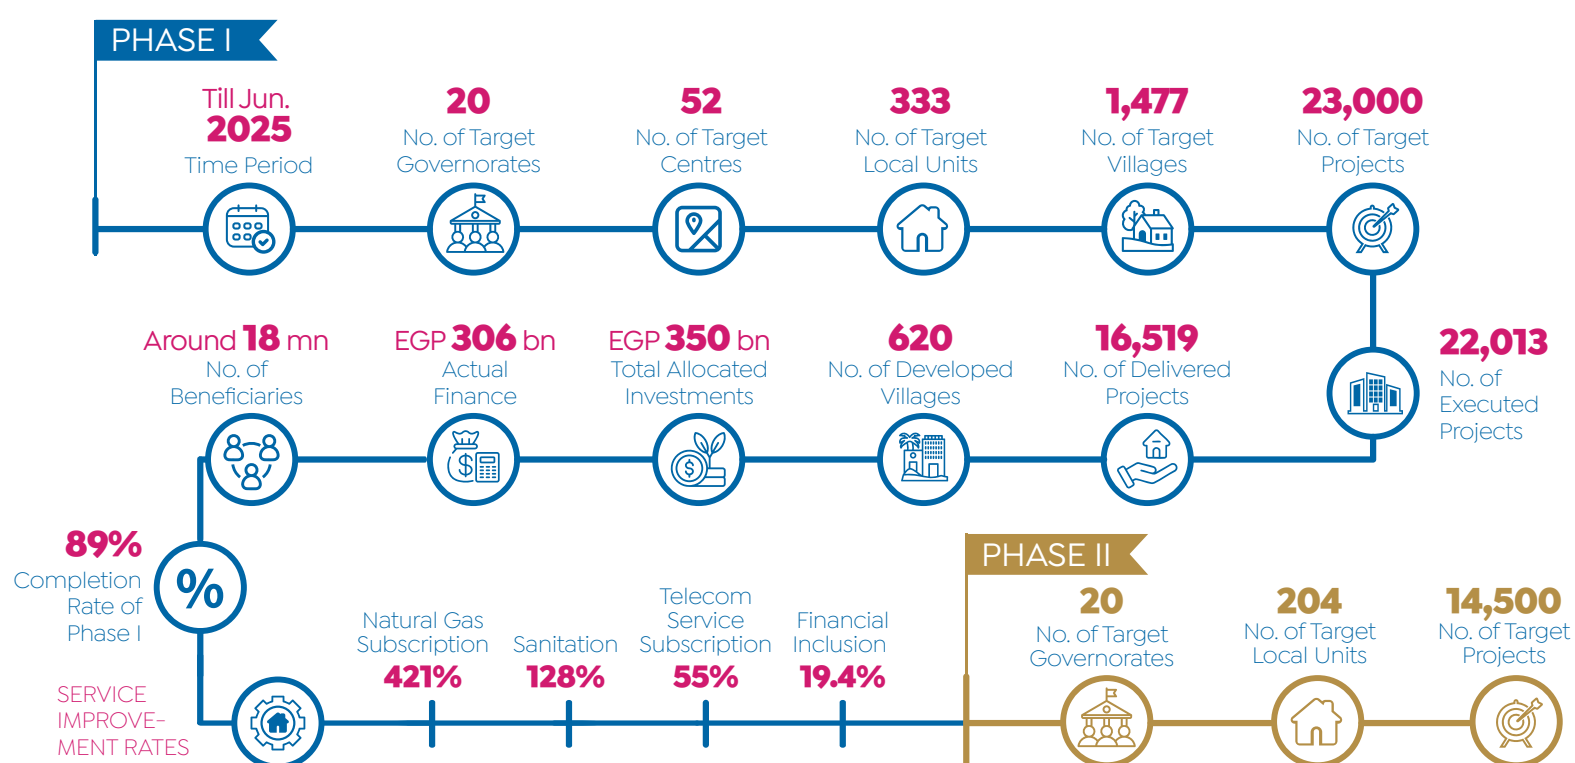 PHASE I
Till Jun.
2025
Time Period
20
No. of Target
Governorates
52
No. of Target
Centres
333
No. of Target
Local Units
1,477
No. of Target
Villages
23,000
No. of Target
Projects
22,013
No. of
Executed
Projects
16,519
No. of Delivered
Projects
620
No. of Developed
Villages
EGP 350 bn
Total Allocated
Investments
EGP 306 bn
Actual
Finance
Around 18 mn
No. of
Beneficiaries
89%
Completion
Rate of
Phase I
%
SERVICE
IMPROVE-
MENT RATES
Natural Gas
Subscription
421%
Sanitation
128%
Telecom
Service
Subscription
55%
Financial
Inclusion
19.4%
PHASE II
20
No. of Target
Governorates
204
No. of Target
Local Units
14,500
No. of Target
Projects